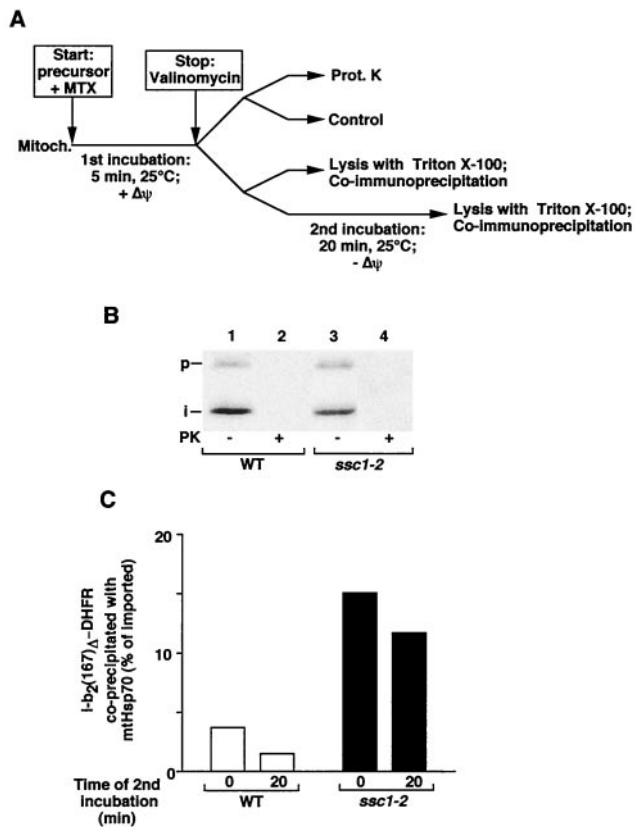 A
Start:
precursor
+ MTX
Stop:
Valinomycin
Mitoch.
1st incubation:
5 min, 25°C;
+ Δψ
Prot. K
Control
Lysis with Triton X-100;
Co-immunoprecipitation
2nd incubation:
20 min, 25°C;
- Δψ
Lysis with Triton X-100;
Co-immunoprecipitation
B
1 2 3 4
p
i
PK - + - +
WT ssc1-2
C
I-b2(167)Δ-DHFR
co-precipitated with
mtHsp70 (% of imported)
20
10
0
Time of 2nd
incubation
(min)
0 20 0 20
WT ssc1-2